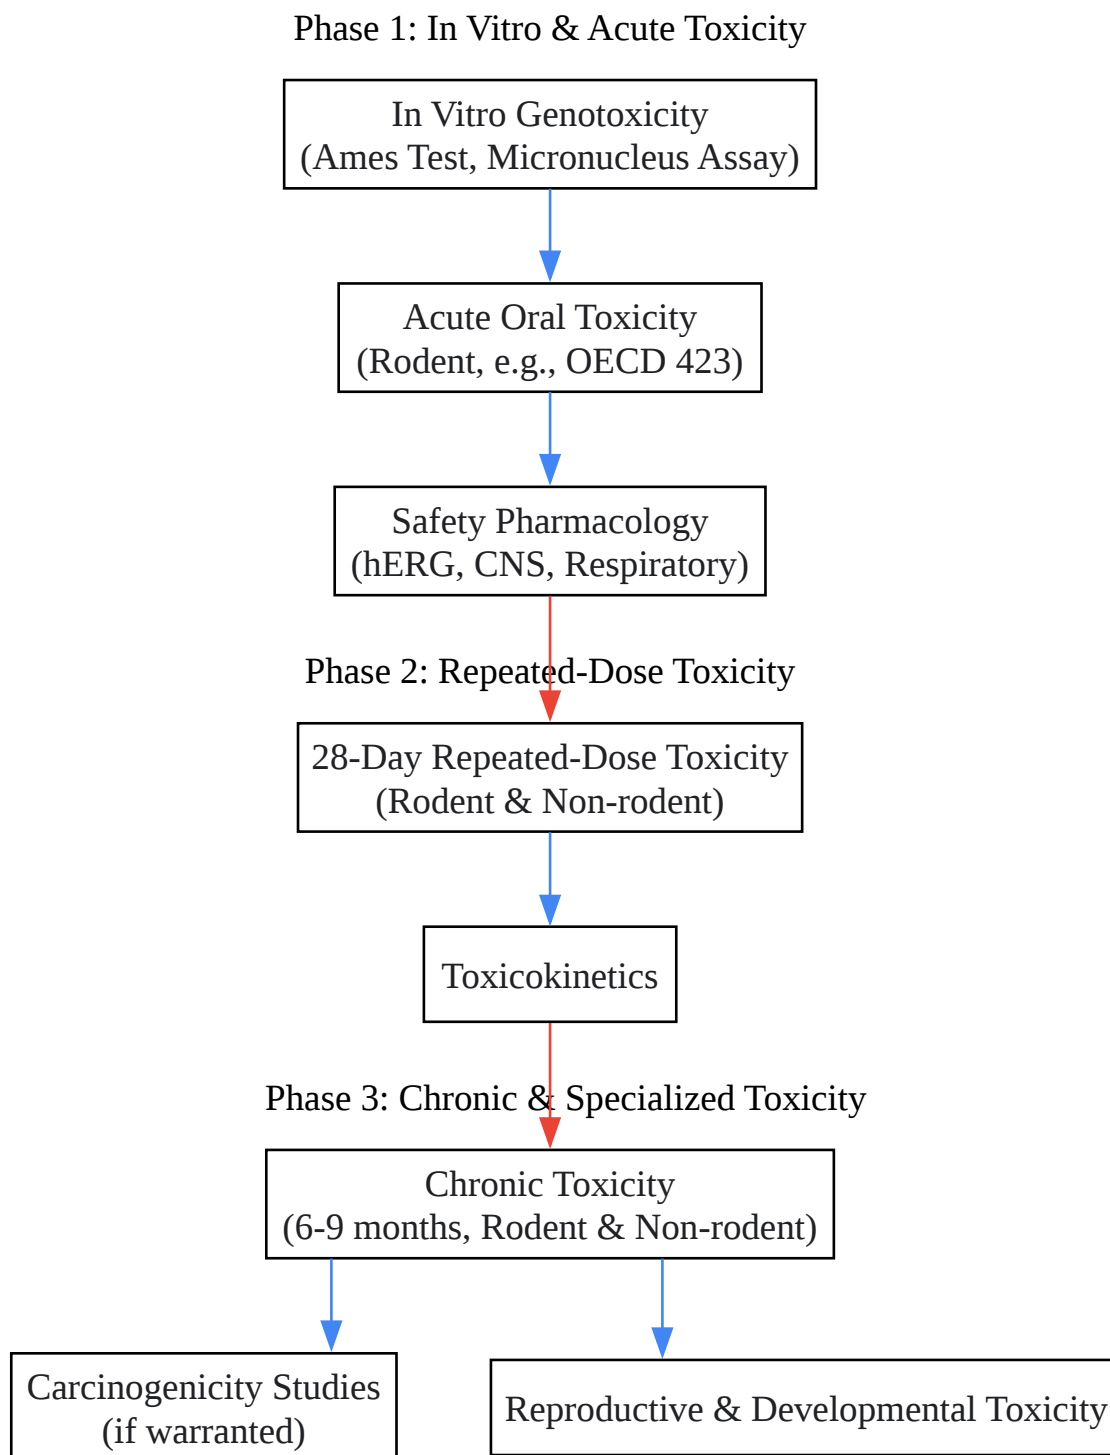 Phase 1: In Vitro & Acute Toxicity
In Vitro Genotoxicity
(Ames Test, Micronucleus Assay)
Acute Oral Toxicity
(Rodent, e.g., OECD 423)
Safety Pharmacology
(hERG, CNS, Respiratory)
Phase 2: Repeated-Dose Toxicity
28-Day Repeated-Dose Toxicity
(Rodent & Non-rodent)
Toxicokinetics
Phase 3: Chronic & Specialized Toxicity
Chronic Toxicity
(6-9 months, Rodent & Non-rodent)
Carcinogenicity Studies
(if warranted)
Reproductive & Developmental Toxicity